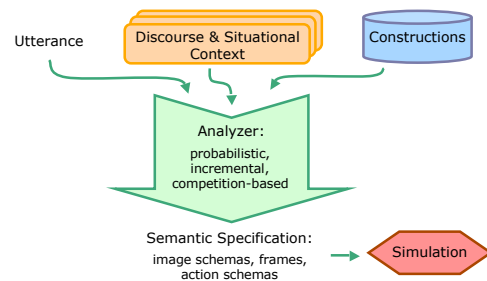 Utterance
Discourse & Situational
Context
Constructions
Analyzer:
probabilistic,
incremental,
competition-based
Semantic Specification:
image schemas, frames,
action schemas
Simulation